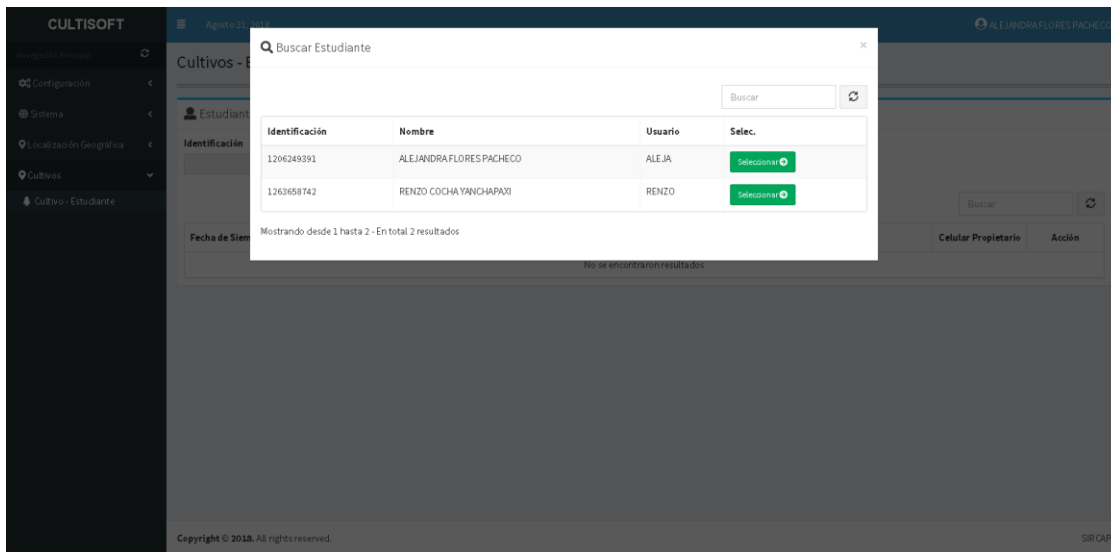 CULTISOFT
Agosto 31, 2018
ALEJANDRA FLORES PACHECO
Navegación Principal
Configuración
Sistema
Localización Geográfica
Cultivos
Cultivo - Estudiante
Cultivos - E
Estudiant
Identificación
Buscar Estudiante
×
Buscar
Identificación Nombre Usuario Selec.
1206249391 ALEJANDRA FLORES PACHECO ALEJA Seleccionar
1263658742 RENZO COCHA YANCHAPAXI RENZO Seleccionar
Mostrando desde 1 hasta 2 - En total 2 resultados
Buscar
Fecha de Siem Celular Propietario Acción
No se encontraron resultados
Copyright © 2018. All rights reserved.
SIRCAP